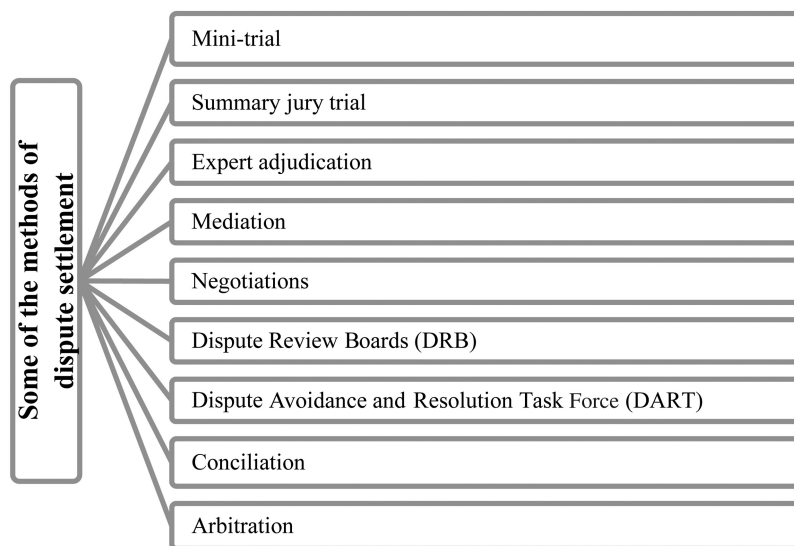 Some of the methods of
dispute settlement
Mini-trial
Summary jury trial
Expert adjudication
Mediation
Negotiations
Dispute Review Boards (DRB)
Dispute Avoidance and Resolution Task Force (DART)
Conciliation
Arbitration